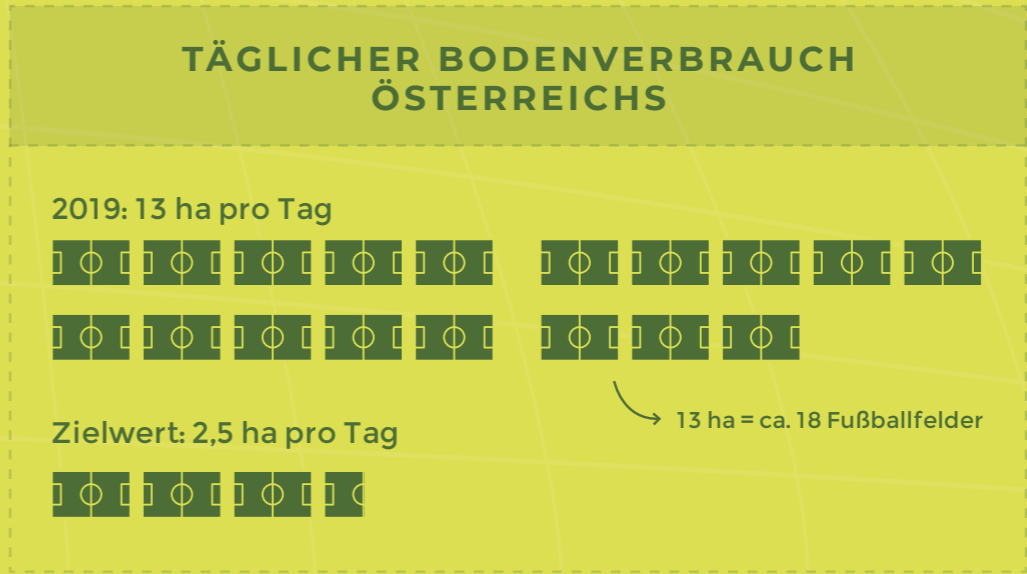 TÄGLICHER BODENVERBRAUCH
ÖSTERREICHS
2019: 13 ha pro Tag
13 ha = ca. 18 Fußballfelder
Zielwert: 2,5 ha pro Tag